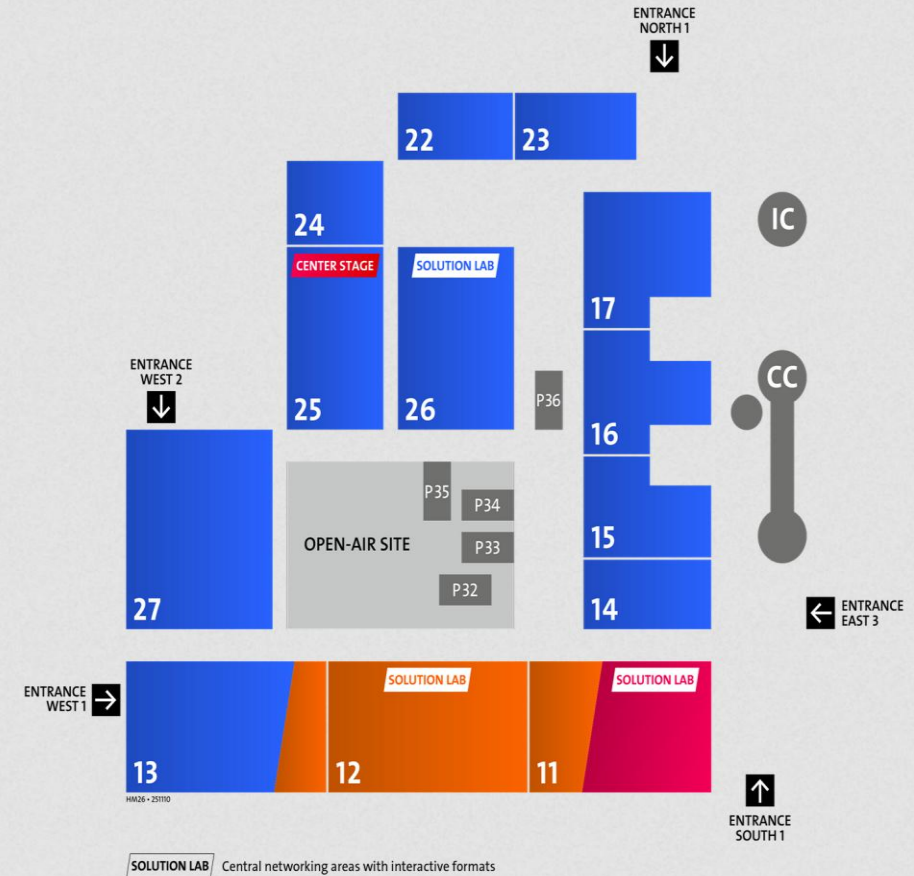 ENTRANCE
NORTH 1
22
23
24
IC
CENTER STAGE
SOLUTION LAB
17
ENTRANCE
WEST 2
CC
P36
25
26
16
P35
P34
OPEN-AIR SITE
P33
15
P32
27
14
ENTRANCE
EAST 3
ENTRANCE
WEST 1
SOLUTION LAB
SOLUTION LAB
13
12
11
HM26 • 251110
ENTRANCE
SOUTH 1
SOLUTION LAB Central networking areas with interactive formats